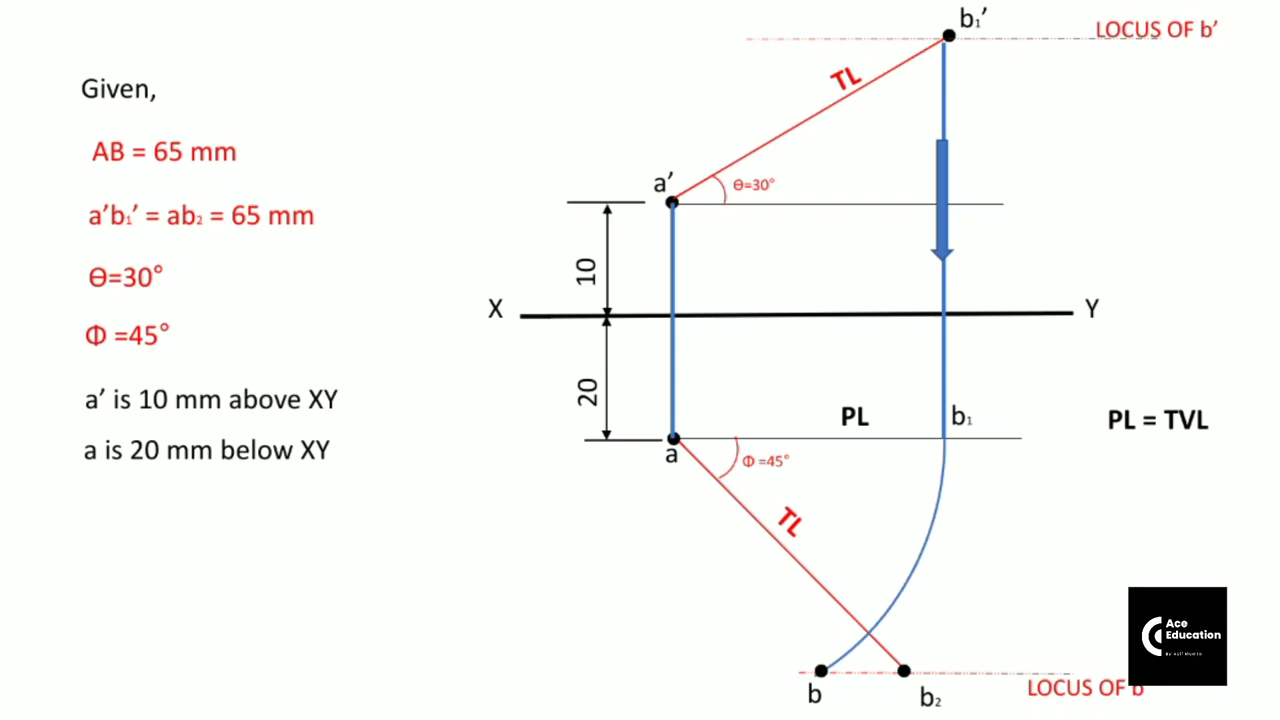 Given,
AB = 65 mm
a′b₁′ = ab₂ = 65 mm
Ɵ=30°
Φ =45°
a′ is 10 mm above XY
a is 20 mm below XY
b₁′
LOCUS OF b′
TL
a′
Ɵ=30°
10
X
Y
20
PL
b₁
PL = TVL
a
Φ =45°
TL
b
b₂
LOCUS OF b
Ace
Education